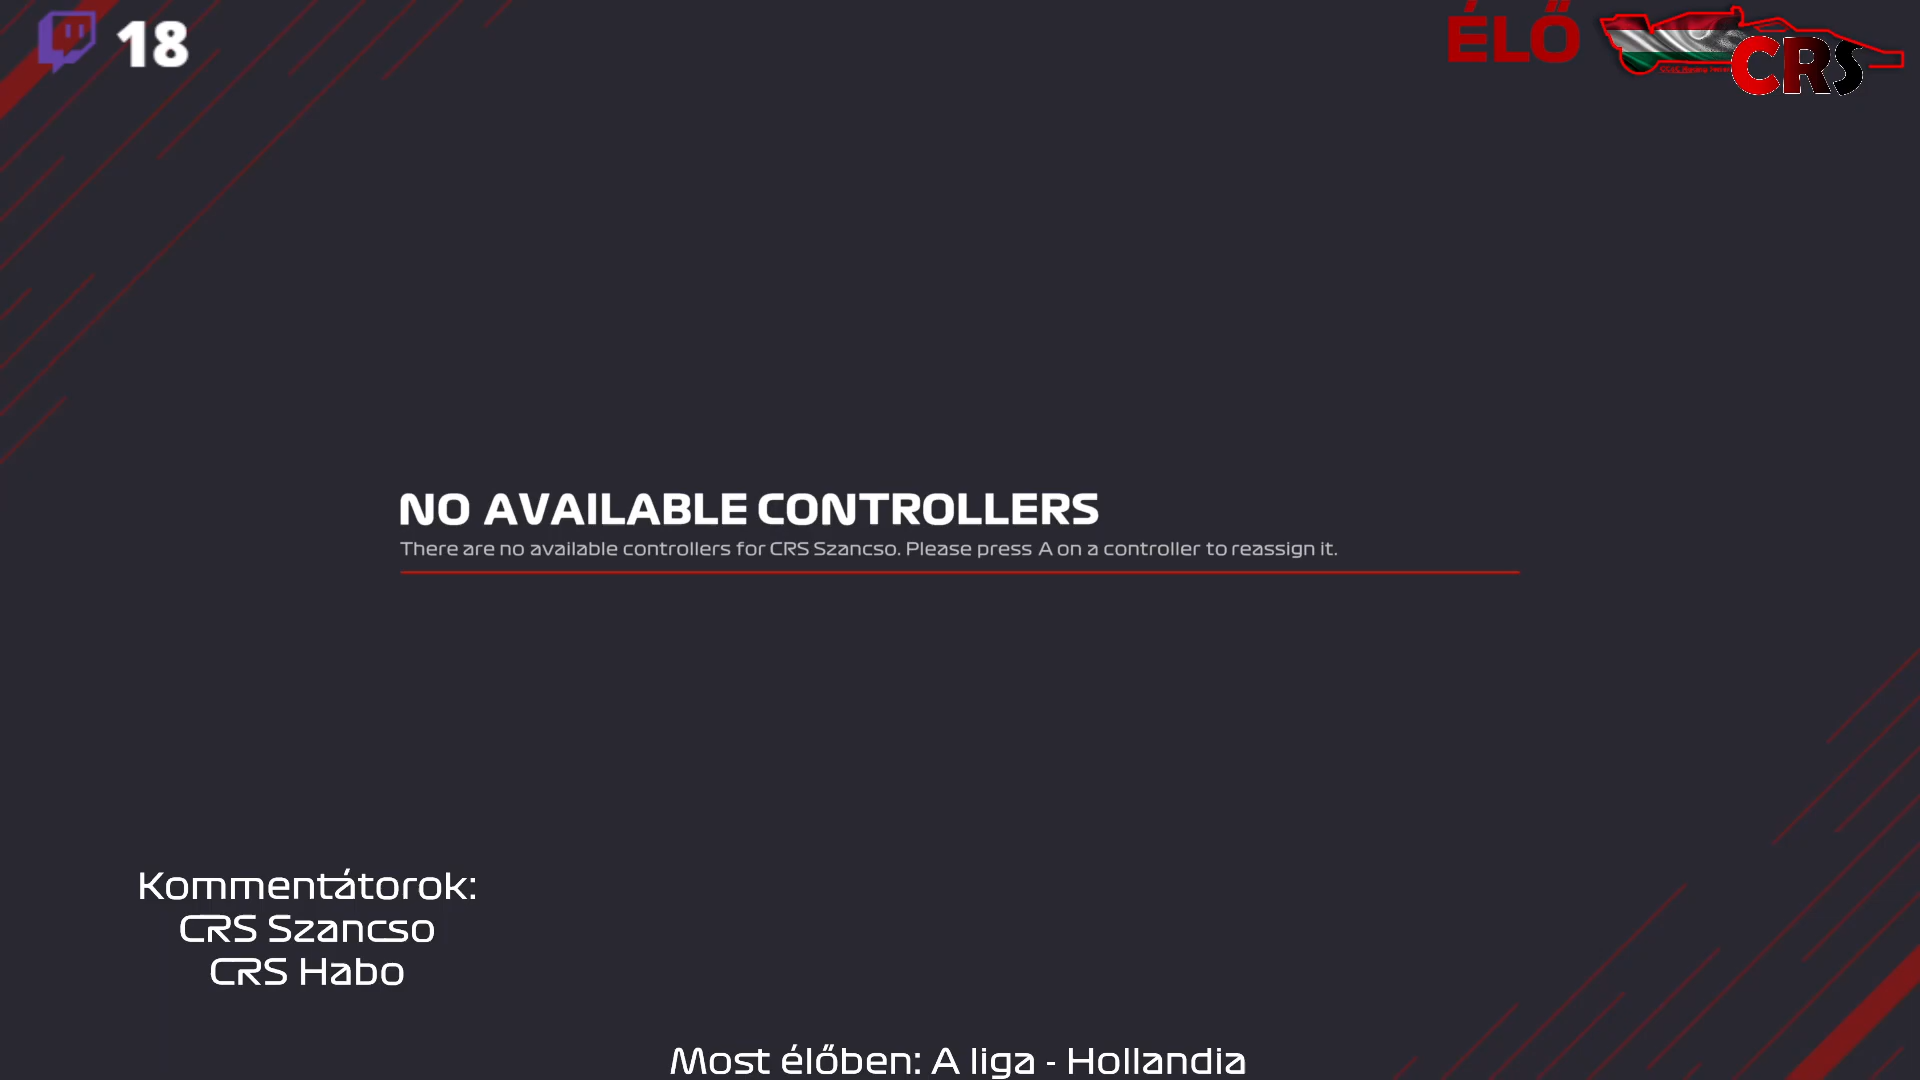 18
ÉLŐ
CRS
NO AVAILABLE CONTROLLERS
There are no available controllers for CRS Szancso. Please press A on a controller to reassign it.
Kommentátorok:
CRS Szancso
CRS Habo
Most élőben: A liga - Hollandia